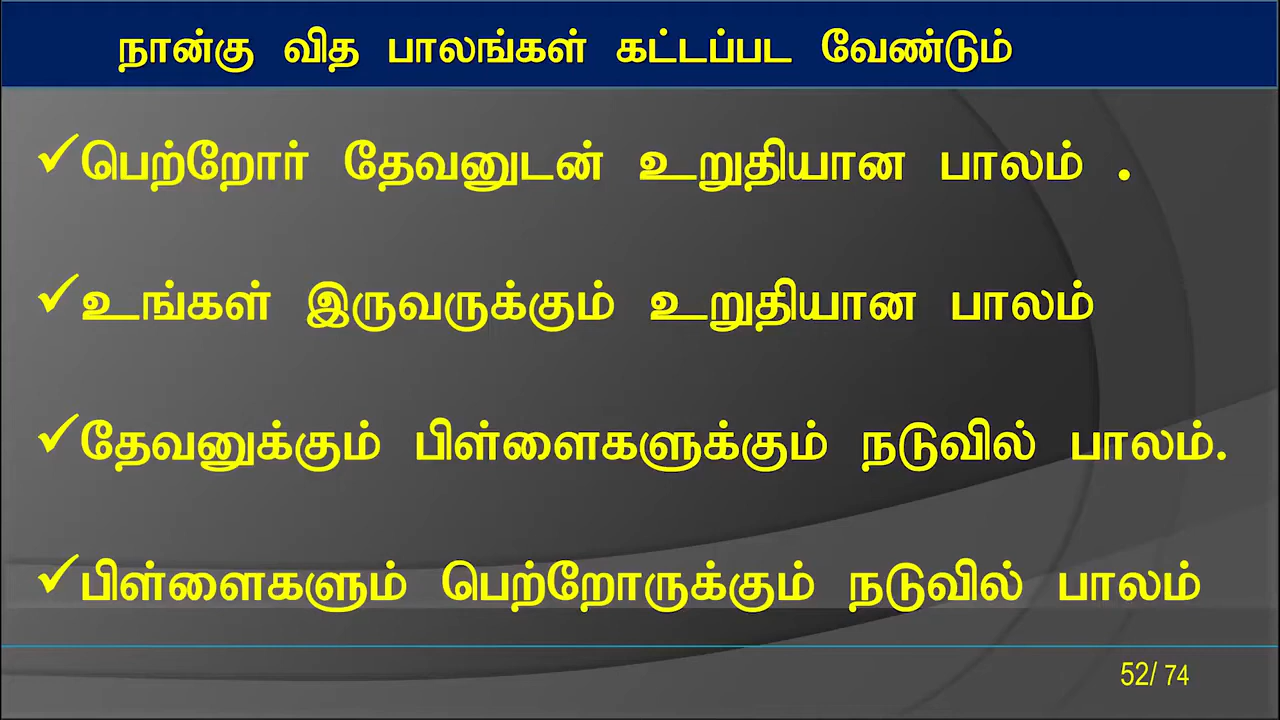 நான்கு வித பாலங்கள் கட்டப்பட வேண்டும்
✓பெற்றோர் தேவனுடன் உறுதியான பாலம் .
✓உங்கள் இருவருக்கும் உறுதியான பாலம்
✓தேவனுக்கும் பிள்ளைகளுக்கும் நடுவில் பாலம்.
✓பிள்ளைகளும் பெற்றோருக்கும் நடுவில் பாலம்
52/ 74